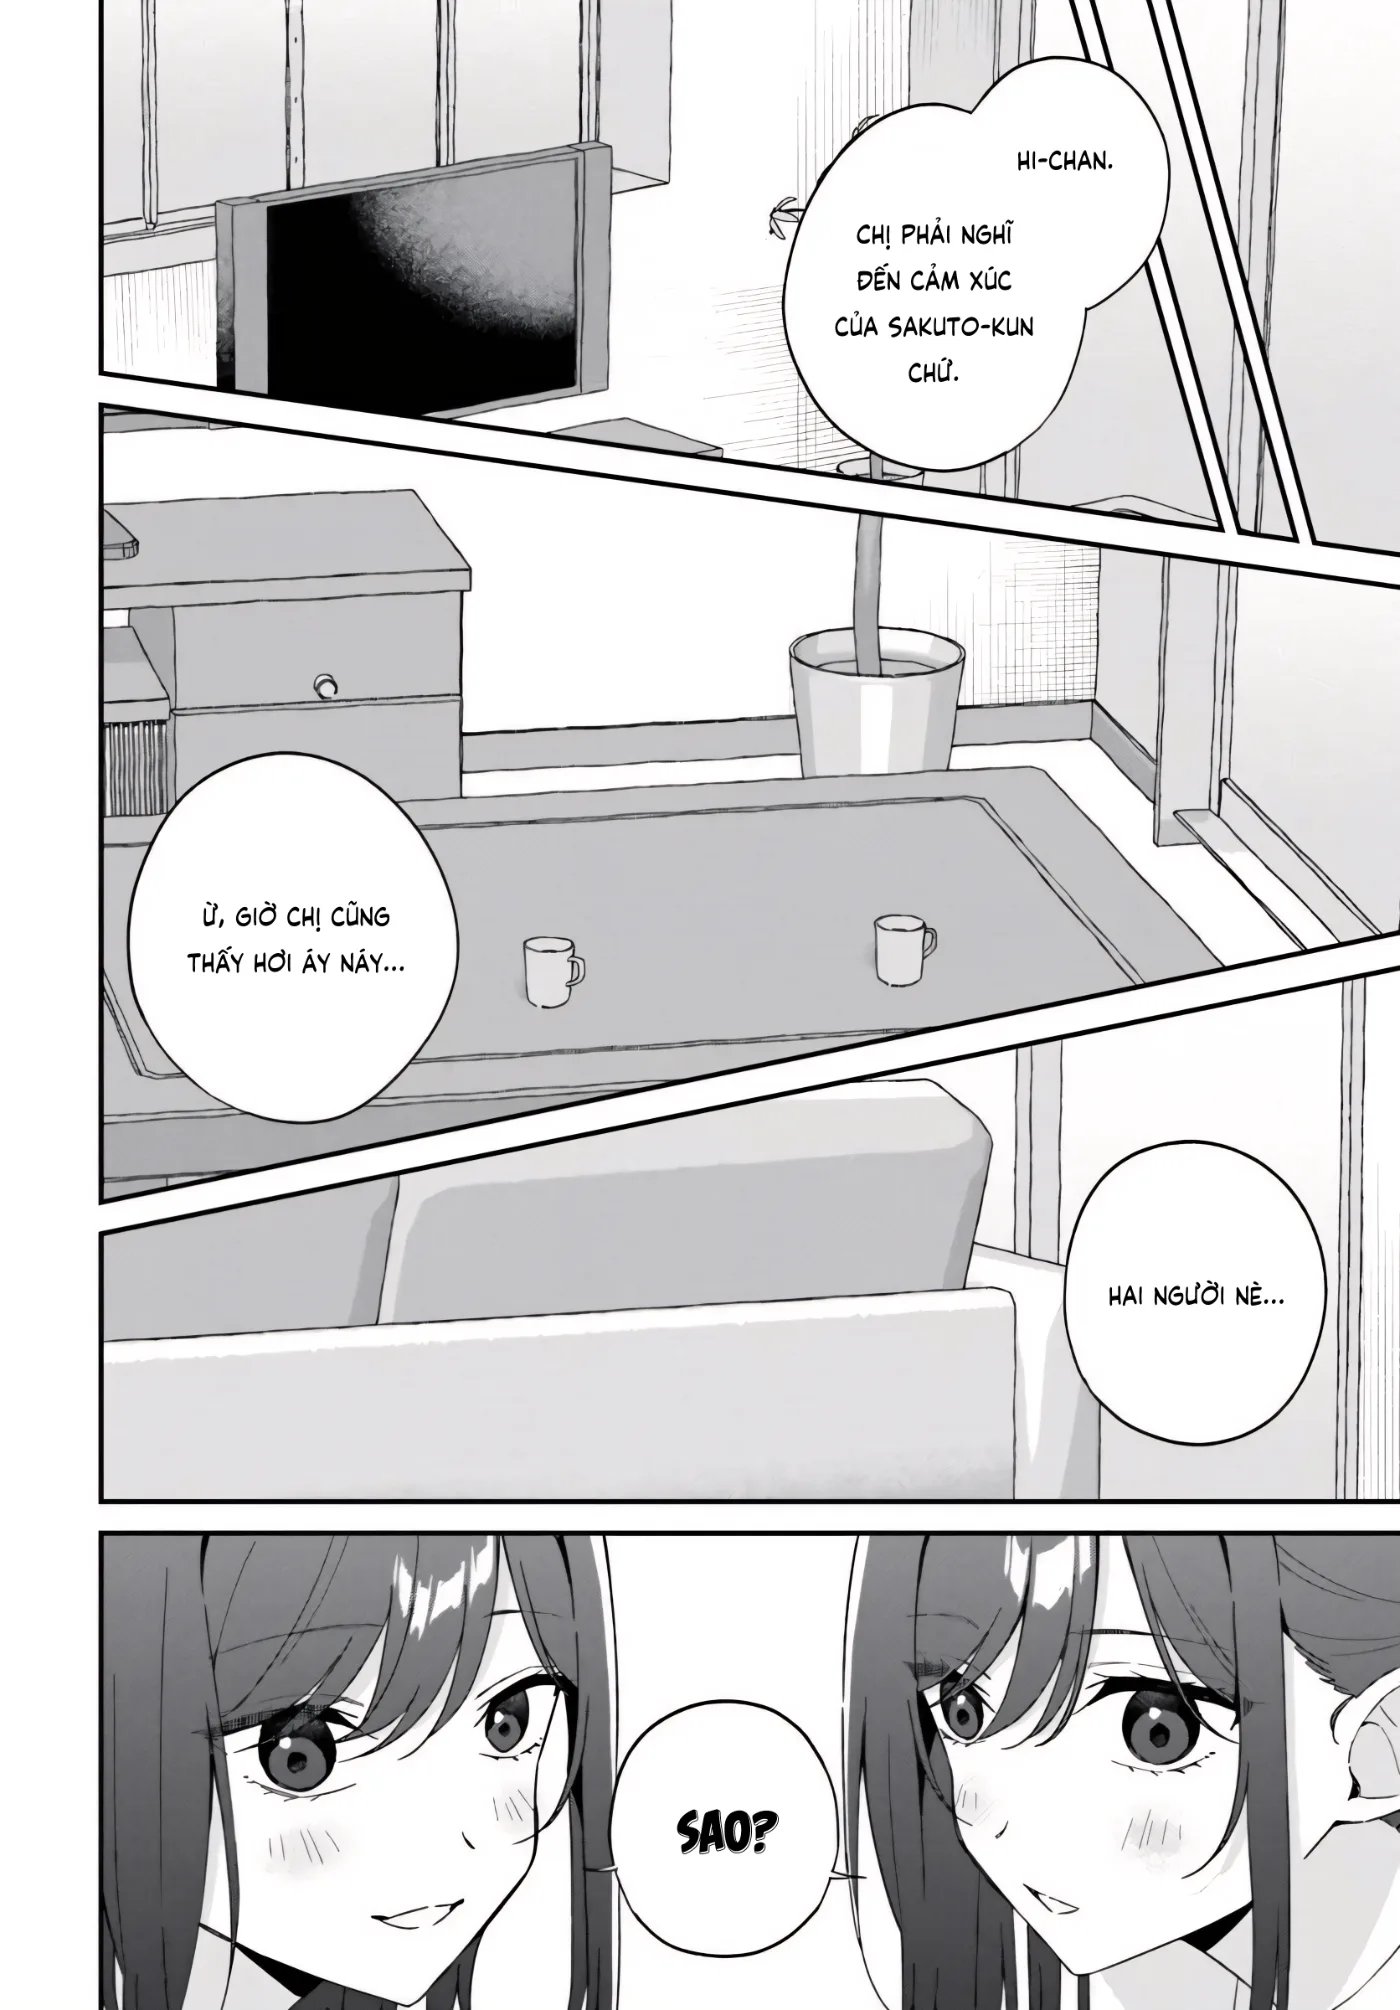 HI-CHAN.
CHỊ PHẢI NGHĨ
ĐẾN CẢM XÚC
CỦA SAKUTO-KUN
CHỨ.
Ừ, GIỜ CHỊ CŨNG
THẤY HƠI ÁY NÁY...
HAI NGƯỜI NÈ...
SAO?